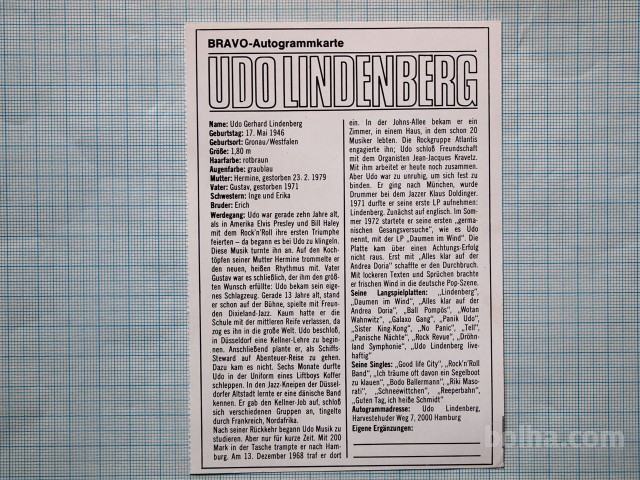 BRAVO-Autogrammkarte
UDO LINDENBERG
Name: Udo Gerhard Lindenberg
Geburtstag: 17. Mai 1946
Geburtsort: Gronau/Westfalen
Größe: 1,80 m
Haarfarbe: rotbraun
Augenfarbe: graublau
Mutter: Hermine, gestorben 23. 2. 1979
Vater: Gustav, gestorben 1971
Schwestern: Inge und Erika
Bruder: Erich
Werdegang: Udo war gerade zehn Jahre alt,
als in Amerika Elvis Presley und Bill Haley
mit dem Rock'n'Roll ihre ersten Triumphe
feierten – da begann es bei Udo zu klingeln.
Diese Musik turnte ihn an. Auf den Koch-
töpfen seiner Mutter Hermine trommelte er
den neuen, heißen Rhythmus mit. Vater
Gustav war es schließlich, der ihm den größ-
ten Wunsch erfüllte: Udo bekam sein eige-
nes Schlagzeug. Gerade 13 Jahre alt, stand
er schon auf der Bühne, spielte mit Freun-
den Dixieland-Jazz. Kaum hatte er die
Schule mit der mittleren Reife verlassen, da
zog es ihn in die große Welt. Udo beschloß,
in Düsseldorf eine Kellner-Lehre zu begin-
nen. Anschließend plante er, als Schiffs-
Steward auf Abenteuer-Reise zu gehen.
Dazu kam es nicht. Sechs Monate durfte
Udo in der Uniform eines Liftboys Koffer
schleppen. In den Jazz-Kneipen der Düssel-
dorfer Altstadt lernte er eine dänische Band
kennen. Er gab den Kellner-Job auf, schloß
sich verschiedenen Gruppen an, tingelte
durch Frankreich, Nordafrika.
Nach seiner Rückkehr begann Udo Musik zu
studieren. Aber nur für kurze Zeit. Mit 200
Mark in der Tasche trampte er nach Ham-
burg. Am 13. Dezember 1968 traf er dort
ein. In der Johns-Allee bekam er ein
Zimmer, in einem Haus, in dem schon 20
Musiker lebten. Die Rockgruppe Atlantis
engagierte ihn; Udo schloß Freundschaft
mit dem Organisten Jean-Jacques Kravetz.
Mit ihm arbeitet er heute noch zusammen.
Aber Udo war zu unruhig, um sich fest zu
binden. Er ging nach München, wurde
Drummer bei dem Jazzer Klaus Doldinger.
1971 durfte er seine erste LP aufnehmen:
Lindenberg. Zunächst auf englisch. Im Som-
mer 1972 startete er seine ersten „germa-
nischen Gesangsversuche", wie es Udo
nennt, mit der LP „Daumen im Wind". Die
Platte kam über einen Achtungs-Erfolg
nicht raus. Erst mit „Alles klar auf der
Andrea Doria" schaffte er den Durchbruch.
Mit lockeren Texten und Sprüchen brachte
er frischen Wind in die deutsche Pop-Szene.
Seine Langspielplatten: „Lindenberg",
„Daumen im Wind", „Alles klar auf der
Andrea Doria", „Ball Pompös", „Wotan
Wahnwitz", „Galaxo Gang", „Panik Udo",
„Sister King-Kong", „No Panic", „Tell",
„Panische Nächte", „Rock Revue", „Dröhn-
land Symphonie", „Udo Lindenberg live-
haftig"
Seine Singles: „Good life City", „Rock'n'Roll
Band", „Ich träume oft davon ein Segelboot
zu klauen", „Bodo Ballermann", „Riki Maso-
rati", „Schneewittchen", „Reeperbahn",
„Guten Tag, ich heiße Schmidt"
Autogrammadresse: Udo Lindenberg,
Harvestehuder Weg 7, 2000 Hamburg
Eigene Ergänzungen:
bolha.com